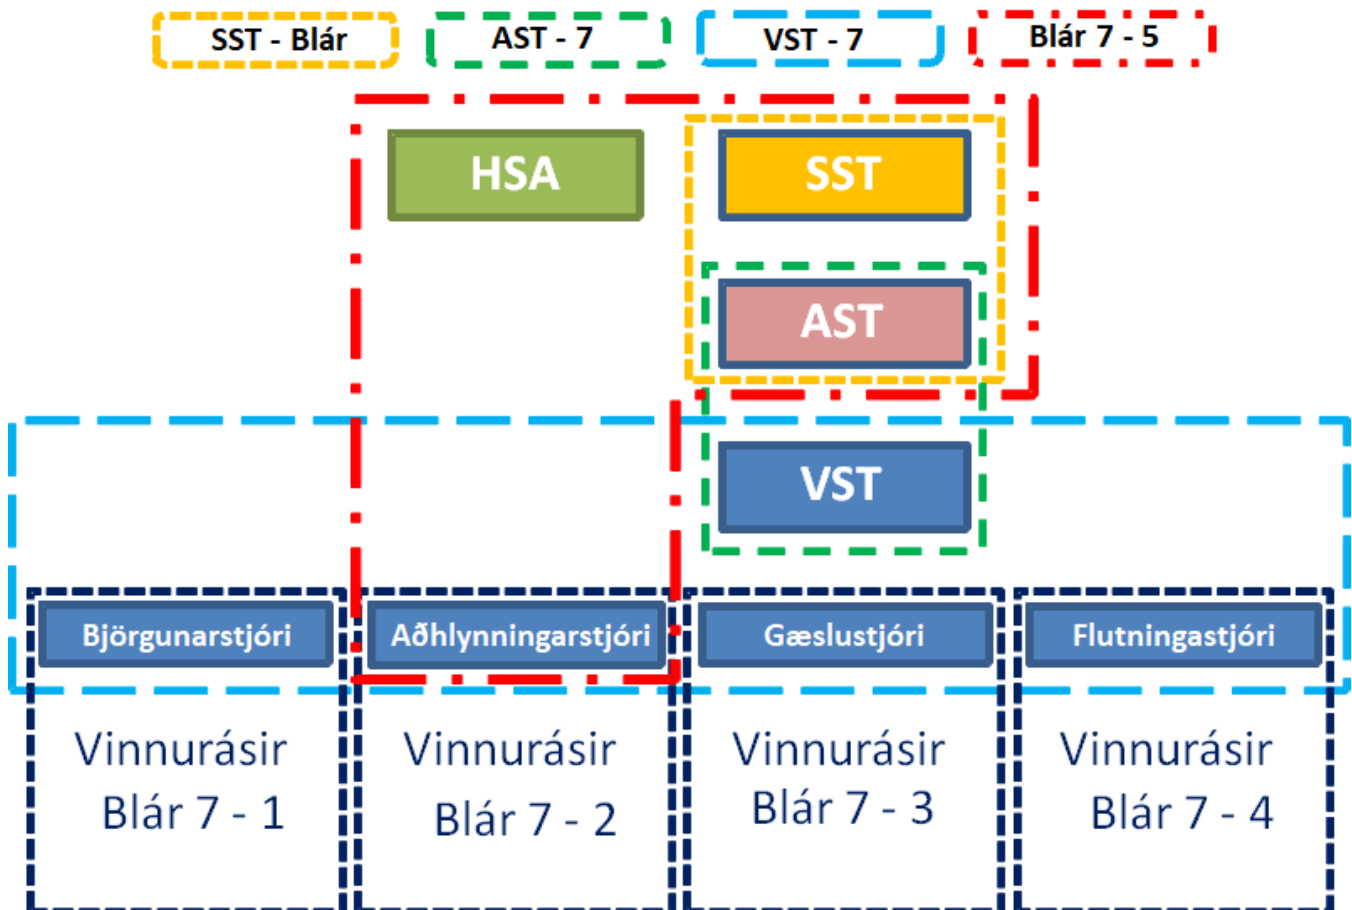 SST - Blár
AST - 7
VST - 7
Blár 7 - 5
HSA
SST
AST
VST
Björgunarstjóri
Aðhlynningarstjóri
Gæslustjóri
Flutningastjóri
Vinnurásir
Blár 7 - 1
Vinnurásir
Blár 7 - 2
Vinnurásir
Blár 7 - 3
Vinnurásir
Blár 7 - 4